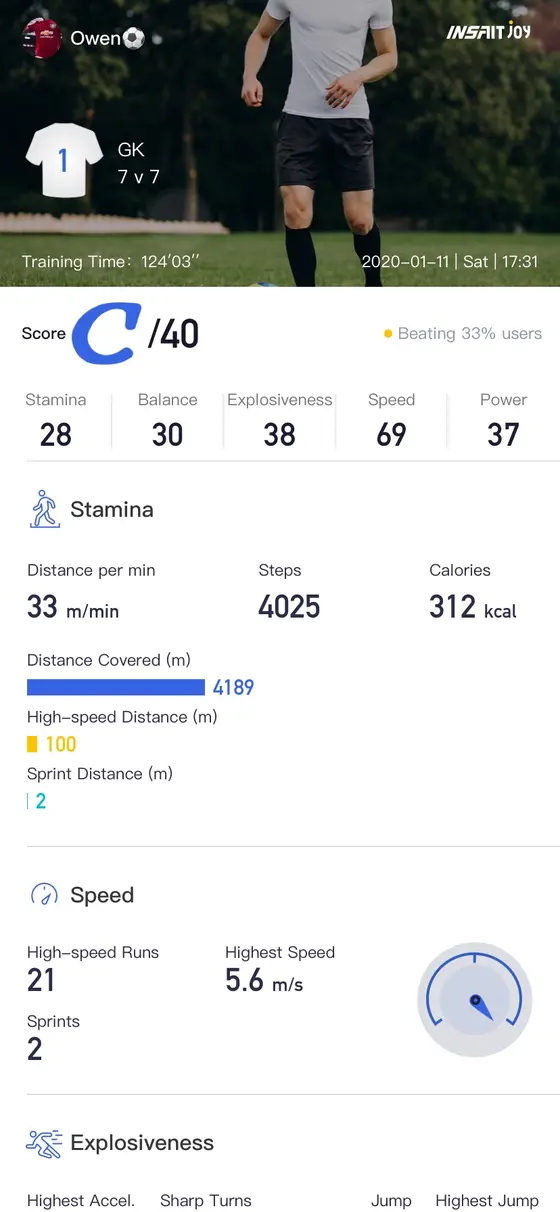 Owen⚽
INSAIT JOY
1
GK
7 v 7
Training Time: 124'03''
2020-01-11 | Sat | 17:31
Score C /40
Beating 33% users
Stamina Balance Explosiveness Speed Power
28 30 38 69 37
Stamina
Distance per min Steps Calories
33 m/min 4025 312 kcal
Distance Covered (m)
4189
High-speed Distance (m)
100
Sprint Distance (m)
2
Speed
High-speed Runs Highest Speed
21 5.6 m/s
Sprints
2
Explosiveness
Highest Accel. Sharp Turns Jump Highest Jump